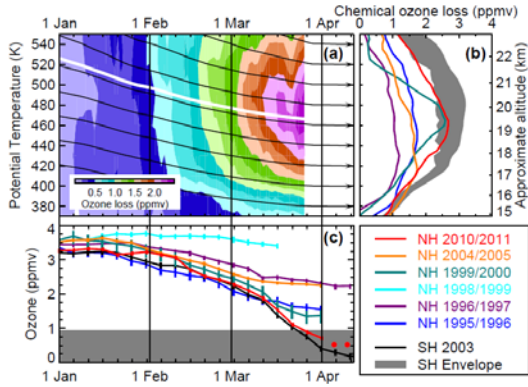 1 Jan 1 Feb 1 Mar 1 Apr
Chemical ozone loss (ppmv)
0 1 2 3 4
Potential Temperature (K)
540
520
500
480
460
440
420
400
380
(a)
(b)
Approximate altitude (km)
22
21
20
19
18
17
16
15
0.5 1.0 1.5 2.0
Ozone loss (ppmv)
(c)
Ozone (ppmv)
4
3
2
1
0
1 Jan 1 Feb 1 Mar 1 Apr
NH 2010/2011
NH 2004/2005
NH 1999/2000
NH 1998/1999
NH 1996/1997
NH 1995/1996
SH 2003
SH Envelope